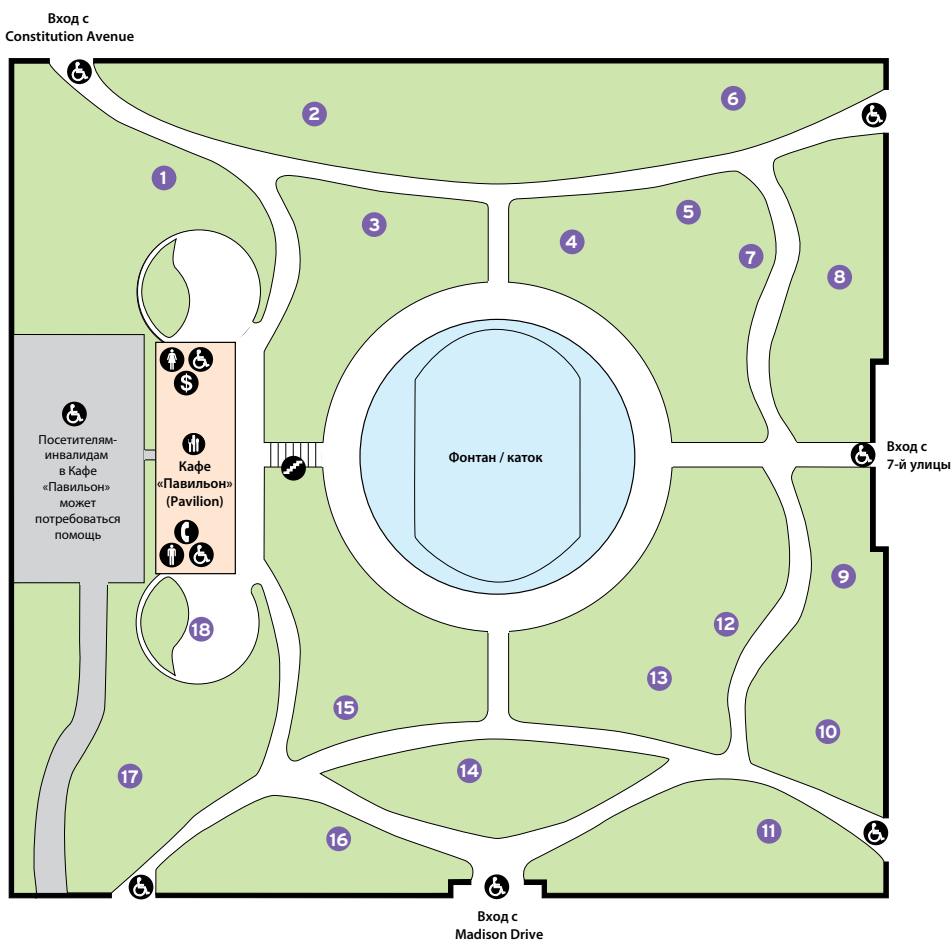 Вход с
Constitution Avenue
2
6
1
3
5
4
7
8
$
Посетителям-
инвалидам
в Кафе
«Павильон»
может
потребоваться
помощь
Кафе
«Павильон»
(Pavilion)
Фонтан / каток
Вход с
7-й улицы
9
18
12
13
15
10
14
17
16
11
Вход с
Madison Drive